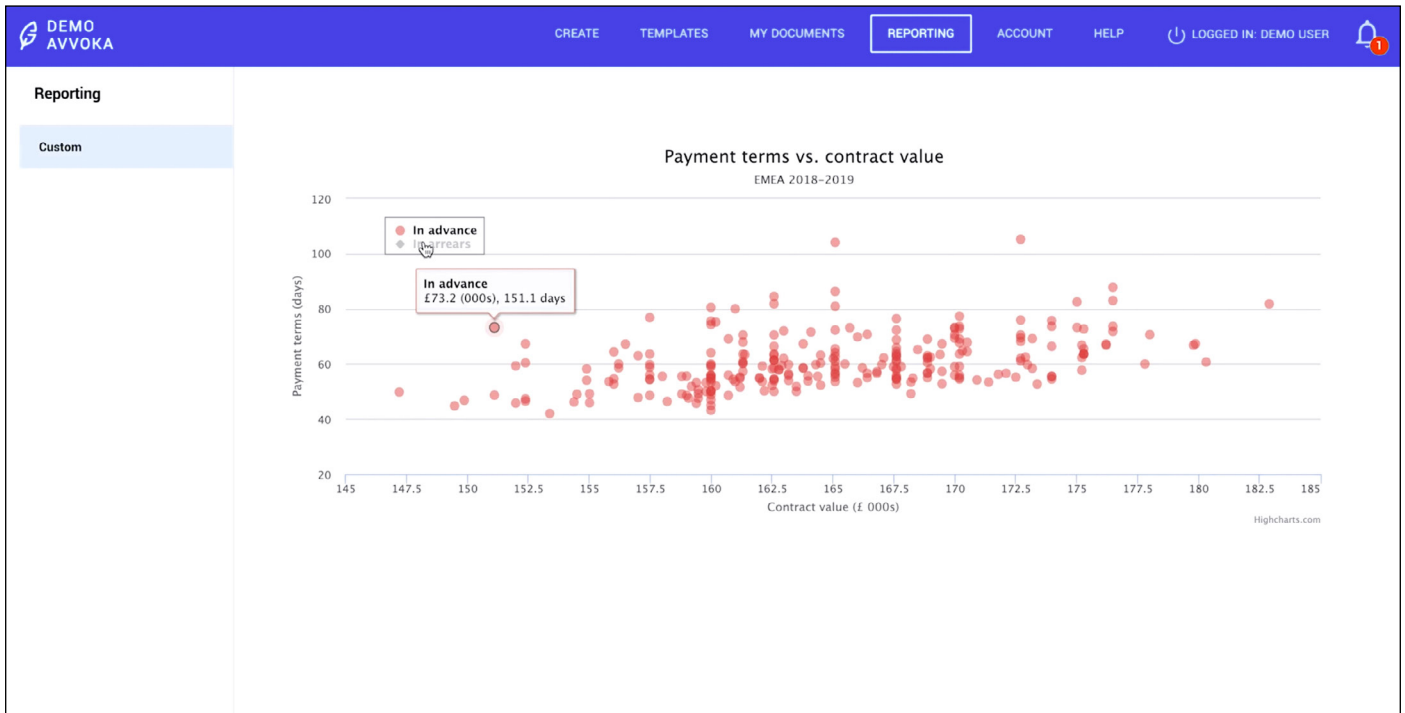 DEMO
AVVOKA
CREATE TEMPLATES MY DOCUMENTS REPORTING ACCOUNT HELP LOGGED IN: DEMO USER 1
Reporting
Custom
Payment terms vs. contract value
EMEA 2018-2019
Payment terms (days)
120
100
80
60
40
20
In advance
In arrears
In advance
£73.2 (000s), 151.1 days
145 147.5 150 152.5 155 157.5 160 162.5 165 167.5 170 172.5 175 177.5 180 182.5 185
Contract value (£ 000s)
Highcharts.com